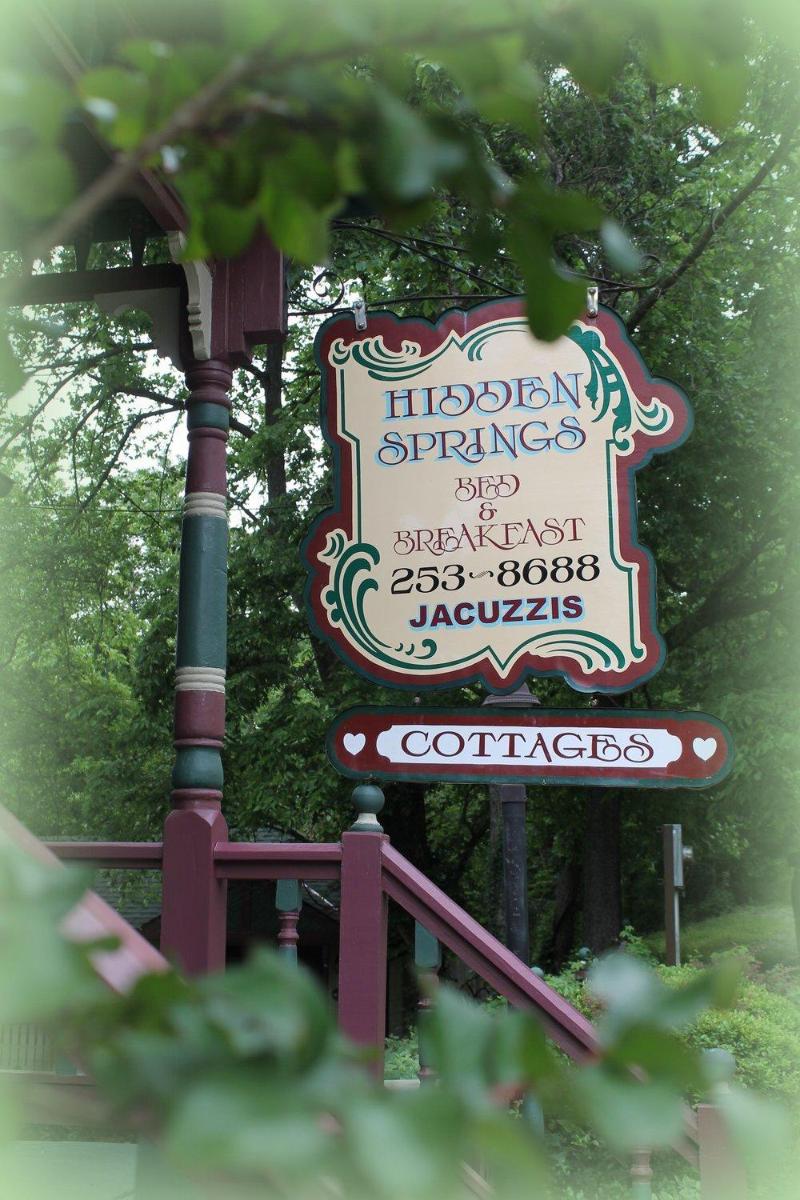 HIDDEN
SPRINGS
BED
&
BREAKFAST
253~8688
JACUZZIS
COTTAGES